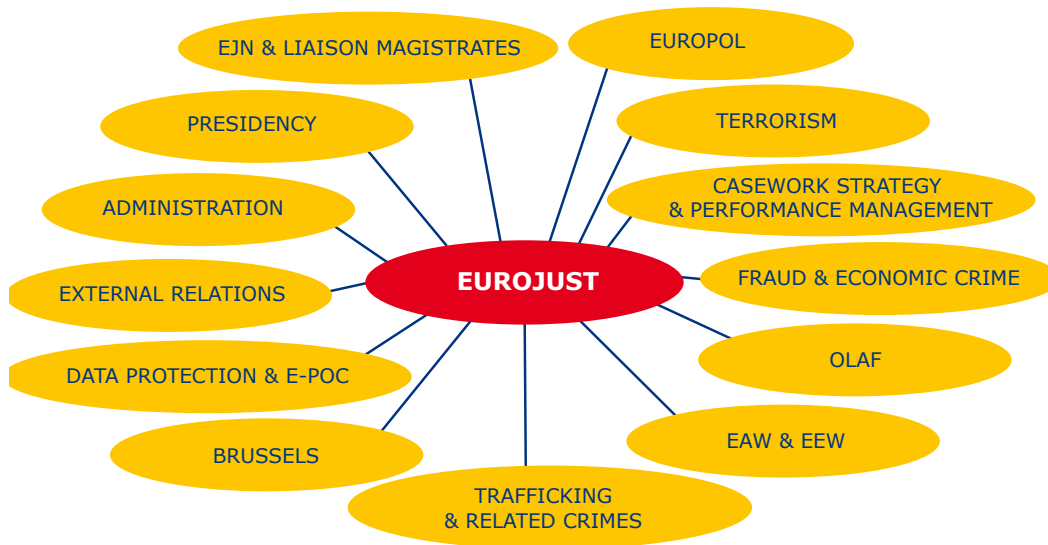 EJN & LIAISON MAGISTRATES
EUROPOL
PRESIDENCY
TERRORISM
CASEWORK STRATEGY
& PERFORMANCE MANAGEMENT
ADMINISTRATION
EUROJUST
FRAUD & ECONOMIC CRIME
EXTERNAL RELATIONS
OLAF
DATA PROTECTION & E-POC
EAW & EEW
BRUSSELS
TRAFFICKING
& RELATED CRIMES